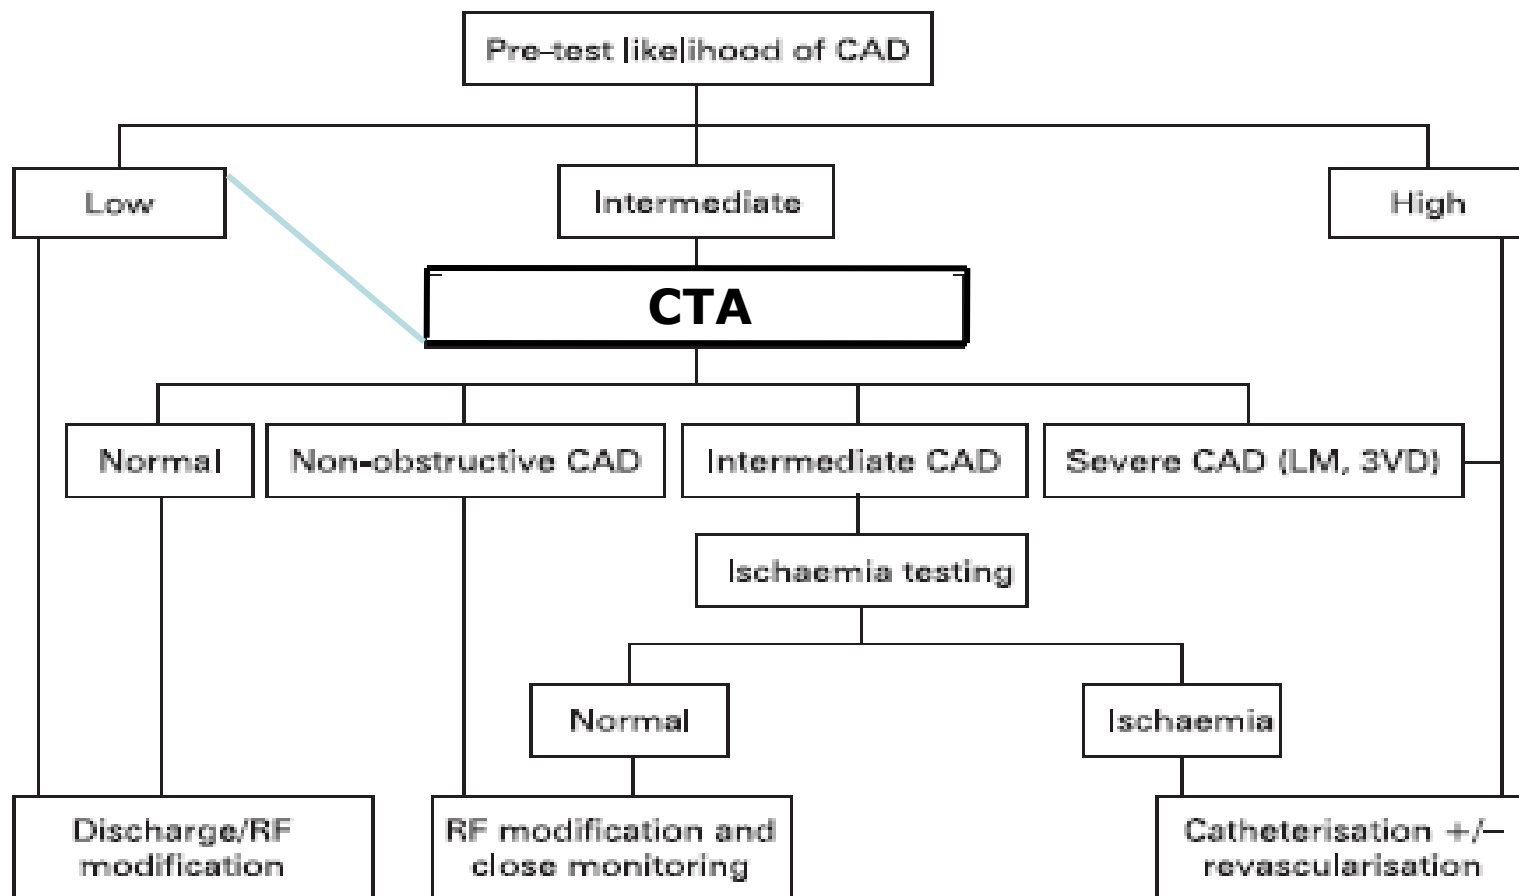 Pre-test likelihood of CAD
Low
Intermediate
High
CTA
Normal
Non-obstructive CAD
Intermediate CAD
Severe CAD (LM, 3VD)
Ischaemia testing
Normal
Ischaemia
Discharge/RF
modification
RF modification and
close monitoring
Catheterisation +/–
revascularisation